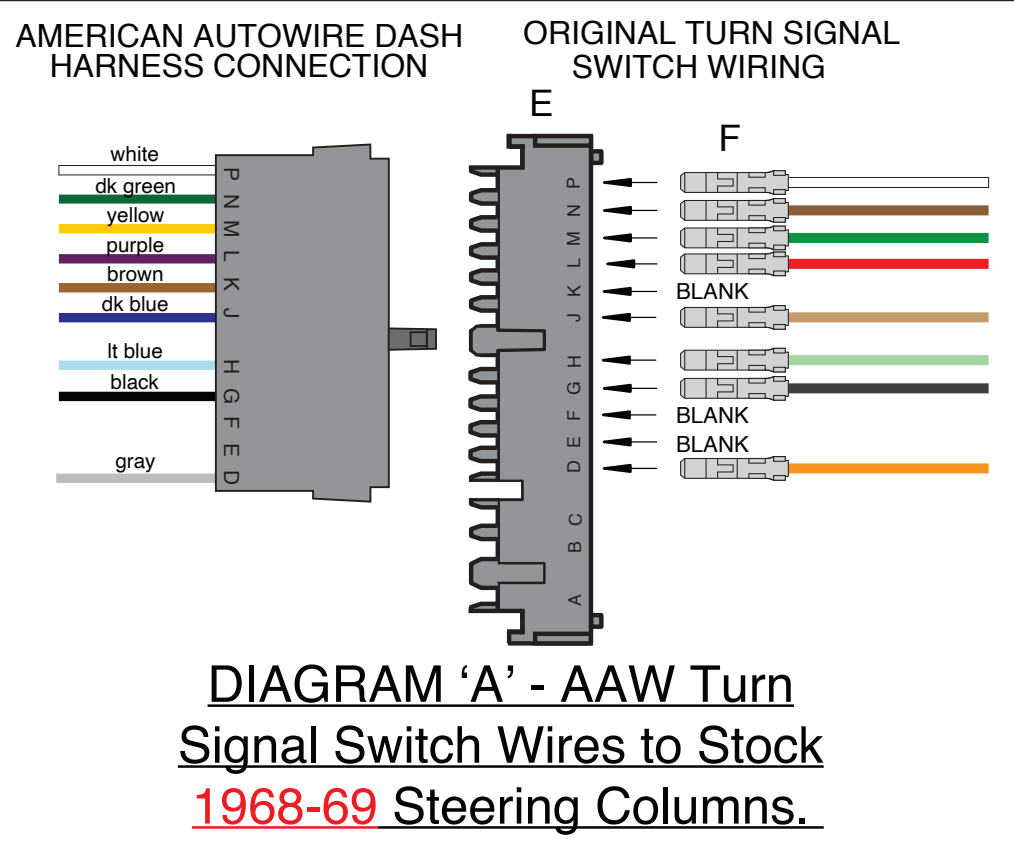 AMERICAN AUTOWIRE DASH
HARNESS CONNECTION
ORIGINAL TURN SIGNAL
SWITCH WIRING
E
F
white
dk green
yellow
purple
brown
dk blue
lt blue
black
gray
P
N
M
L
K
J
H
G
F
E
D
P
N
M
L
K
J
H
G
F
E
D
C
B
A
BLANK
BLANK
BLANK
DIAGRAM ‘A’ - AAW Turn
Signal Switch Wires to Stock
1968-69 Steering Columns.